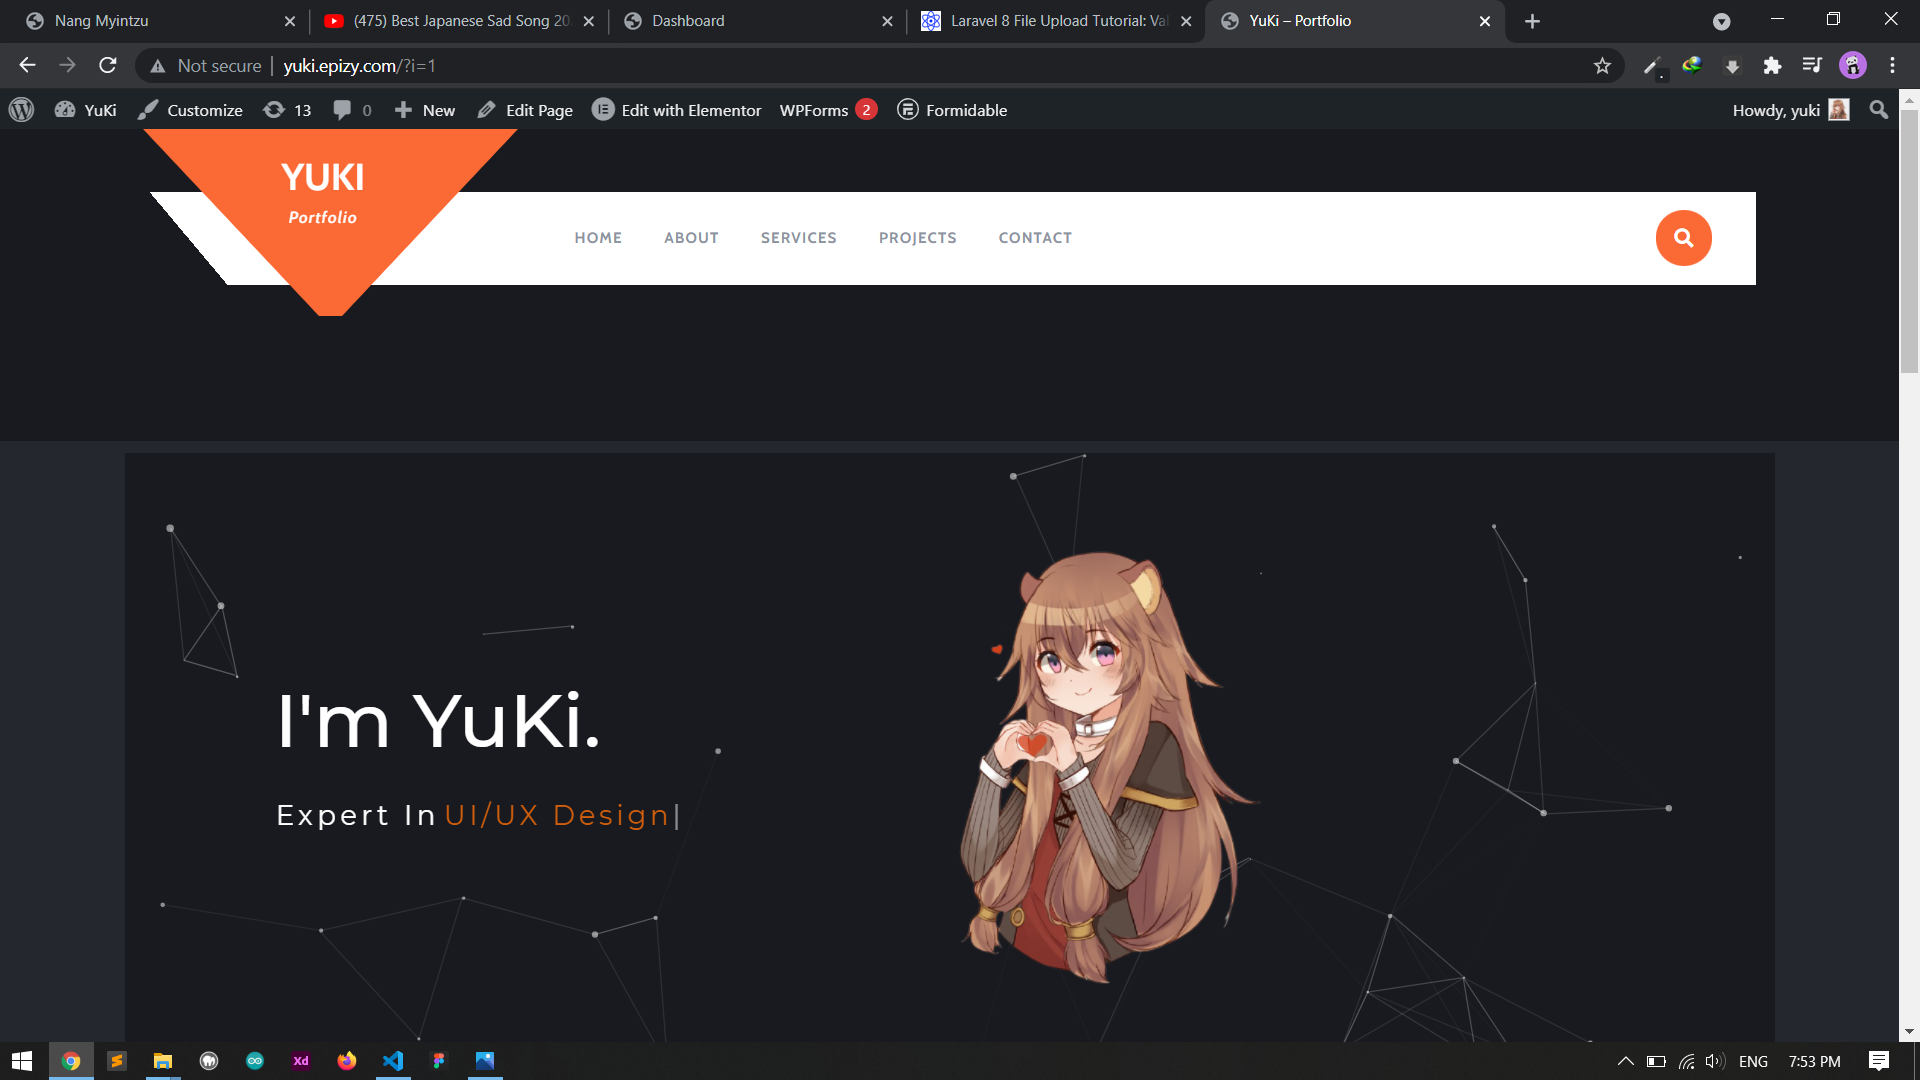 Nang Myintzu
(475) Best Japanese Sad Song 20
Dashboard
Laravel 8 File Upload Tutorial: Val
YuKi – Portfolio
Not secure
yuki.epizy.com/?i=1
YuKi
Customize
13
0
New
Edit Page
Edit with Elementor
WPForms 2
Formidable
Howdy, yuki
YUKI
Portfolio
HOME
ABOUT
SERVICES
PROJECTS
CONTACT
I'm YuKi.
Expert In UI/UX Design|
Xd
ENG
7:53 PM